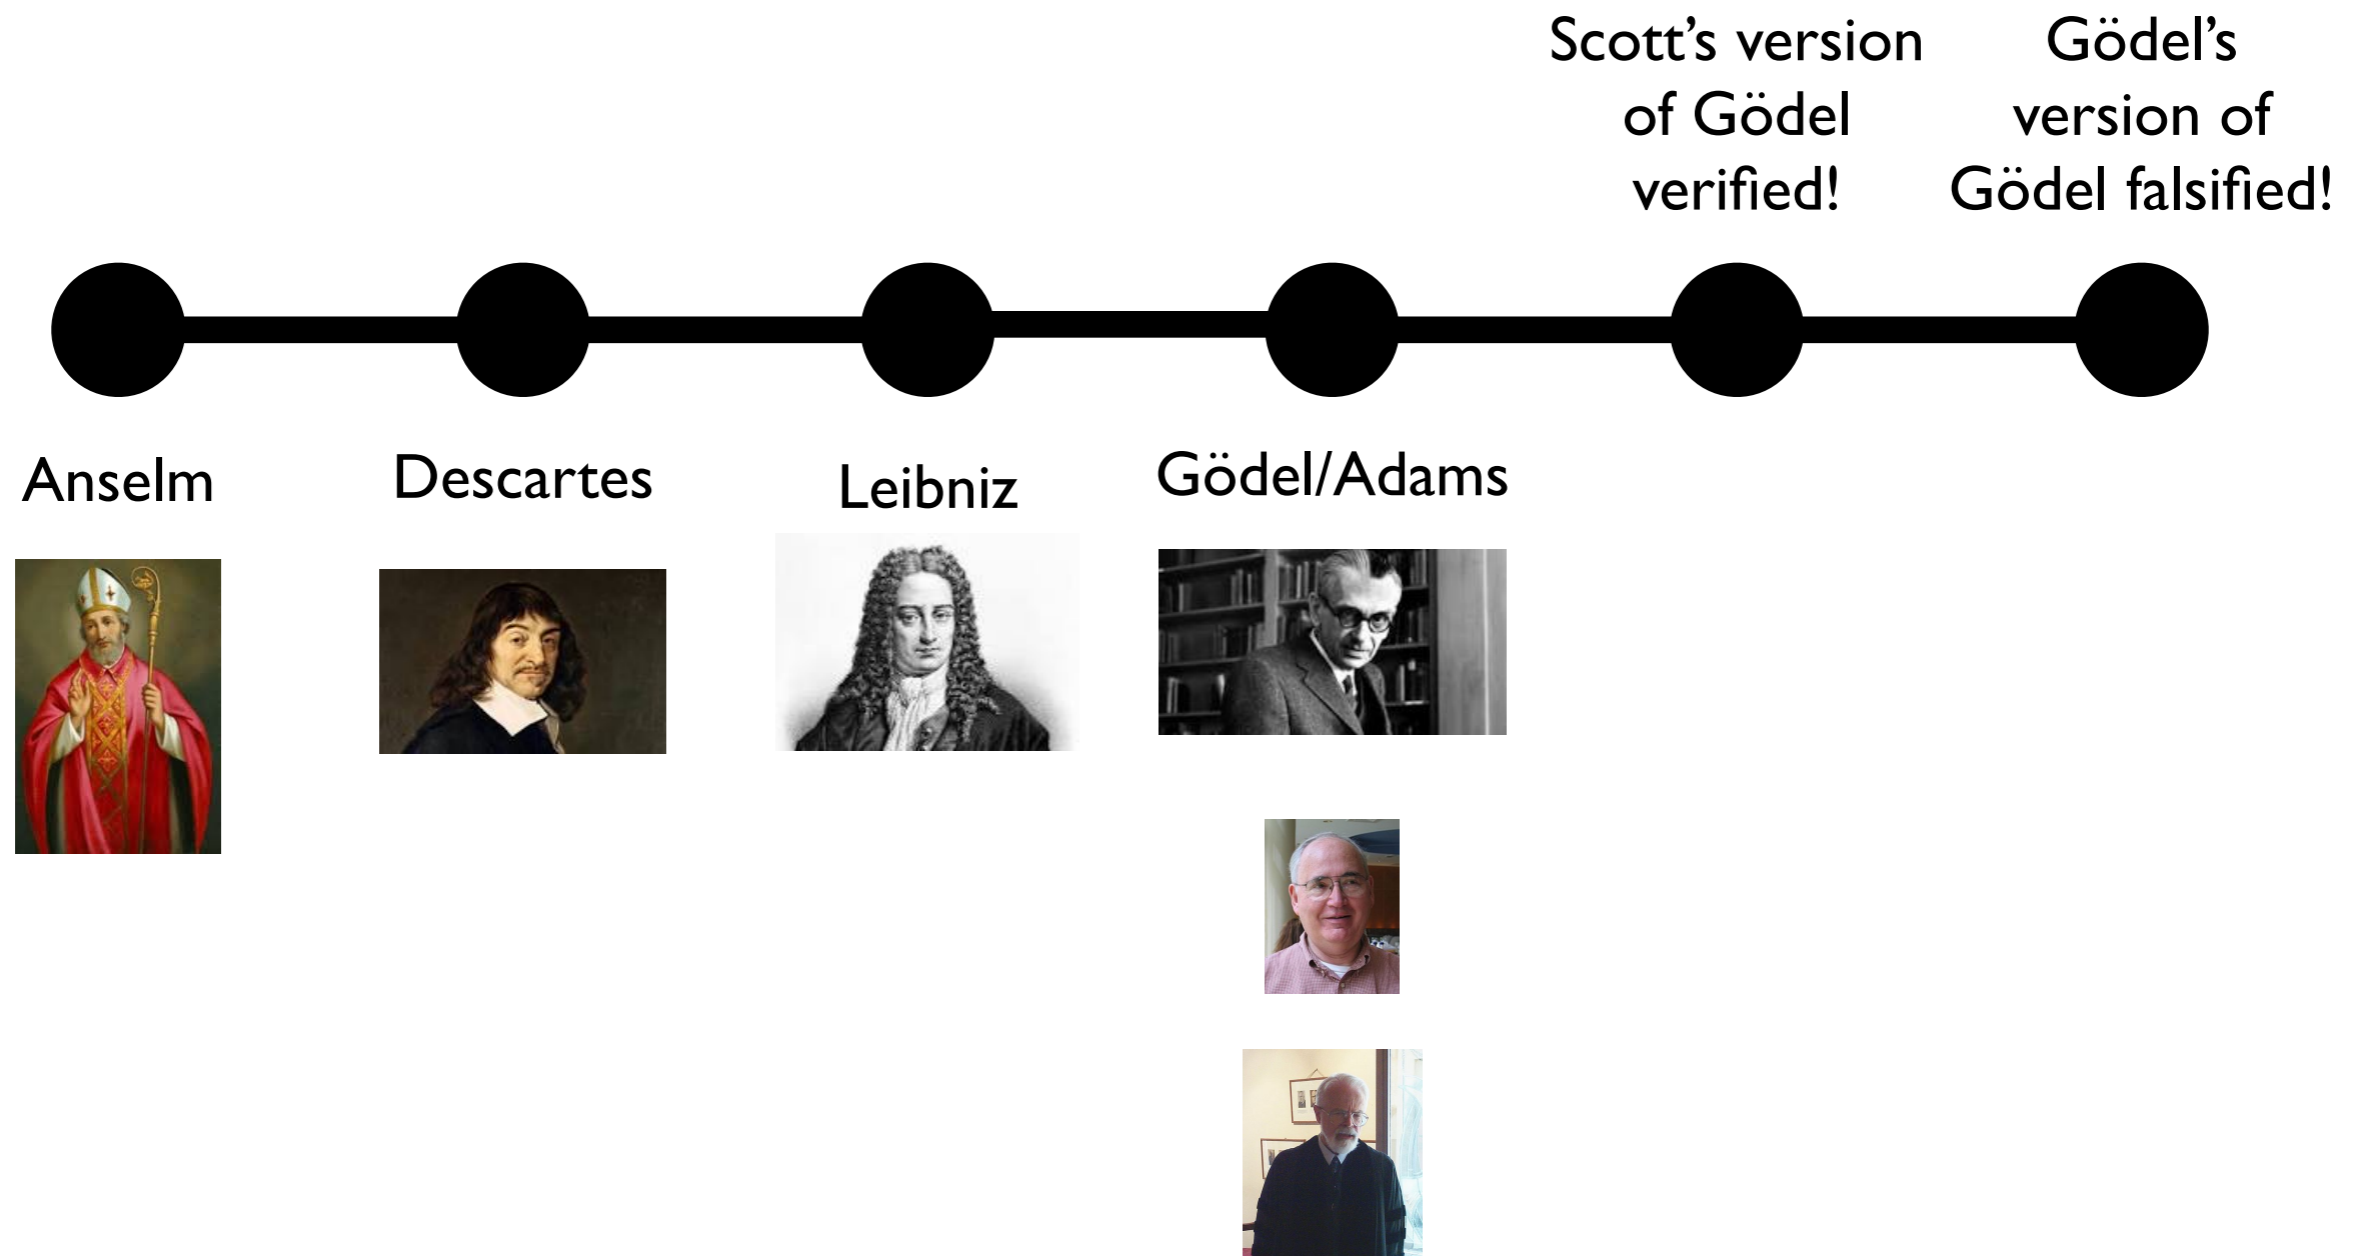 Scott’s version
of Gödel
verified!
Gödel’s
version of
Gödel falsified!
Anselm
Descartes
Leibniz
Gödel/Adams